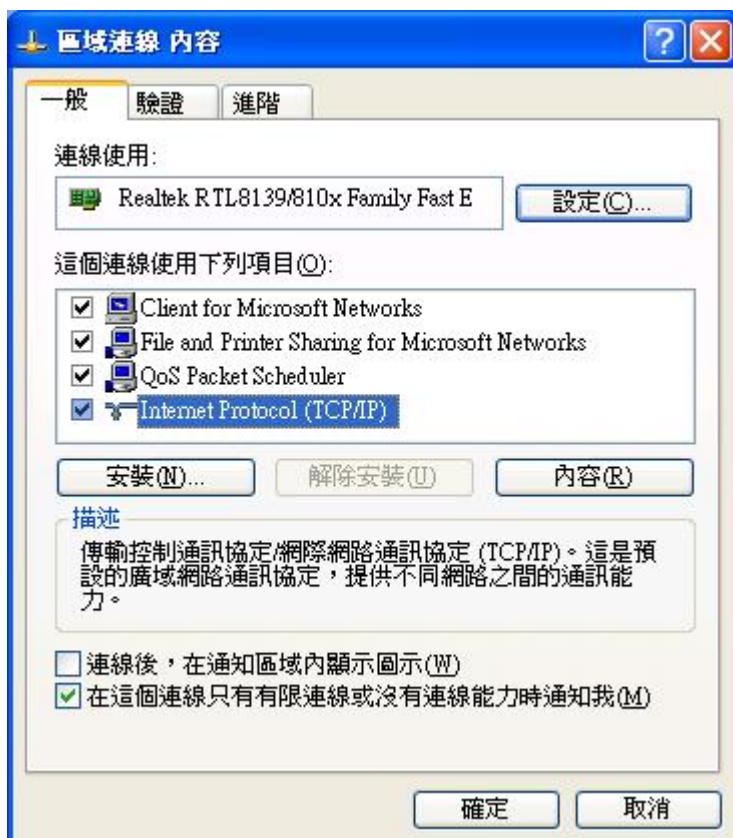 區域連線 內容
一般 驗證 進階
連線使用:
Realtek RTL8139/810x Family Fast E 設定(C)...
這個連線使用下列項目(O):
Client for Microsoft Networks
File and Printer Sharing for Microsoft Networks
QoS Packet Scheduler
Internet Protocol (TCP/IP)
安裝(N)... 解除安裝(U) 內容(R)
描述
傳輸控制通訊協定/網際網路通訊協定 (TCP/IP)。這是預
設的廣域網路通訊協定，提供不同網路之間的通訊能
力。
連線後，在通知區域內顯示圖示(W)
在這個連線只有有限連線或沒有連線能力時通知我(M)
確定 取消